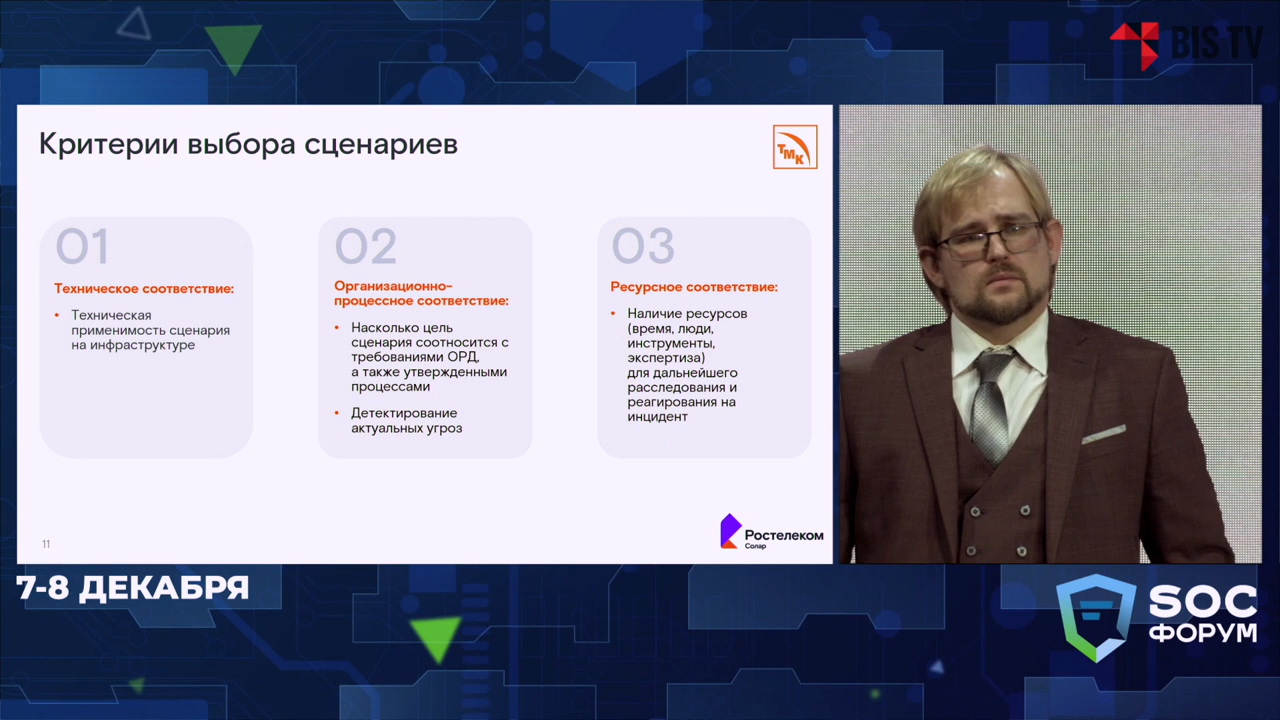 BIS TV
Критерии выбора сценариев
ТМК
01
Техническое соответствие:
• Техническая
применимость сценария
на инфраструктуре
02
Организационно-
процессное соответствие:
• Насколько цель
сценария соотносится с
требованиями ОРД,
а также утвержденными
процессами
• Детектирование
актуальных угроз
03
Ресурсное соответствие:
• Наличие ресурсов
(время, люди,
инструменты,
экспертиза)
для дальнейшего
расследования и
реагирования на
инцидент
11
Ростелеком
Солар
7-8 ДЕКАБРЯ
SOC
ФОРУМ